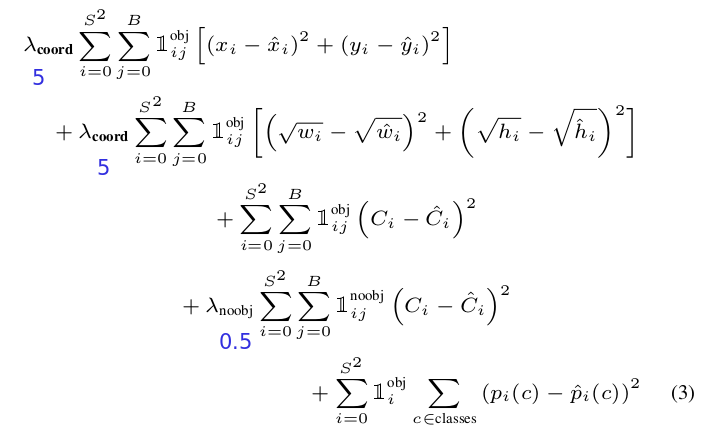 λcoord ∑_{i=0}^{S^2} ∑_{j=0}^{B} 𝟙_{ij}^{obj} [(x_i − x̂_i)^2 + (y_i − ŷ_i)^2]
5
+ λcoord ∑_{i=0}^{S^2} ∑_{j=0}^{B} 𝟙_{ij}^{obj} [(√w_i − √ŵ_i)^2 + (√h_i − √ĥ_i)^2]
5
+ ∑_{i=0}^{S^2} ∑_{j=0}^{B} 𝟙_{ij}^{obj} (C_i − Ĉ_i)^2
+ λnoobj ∑_{i=0}^{S^2} ∑_{j=0}^{B} 𝟙_{ij}^{noobj} (C_i − Ĉ_i)^2
0.5
+ ∑_{i=0}^{S^2} 𝟙_{i}^{obj} ∑_{c∈classes} (p_i(c) − p̂_i(c))^2 (3)